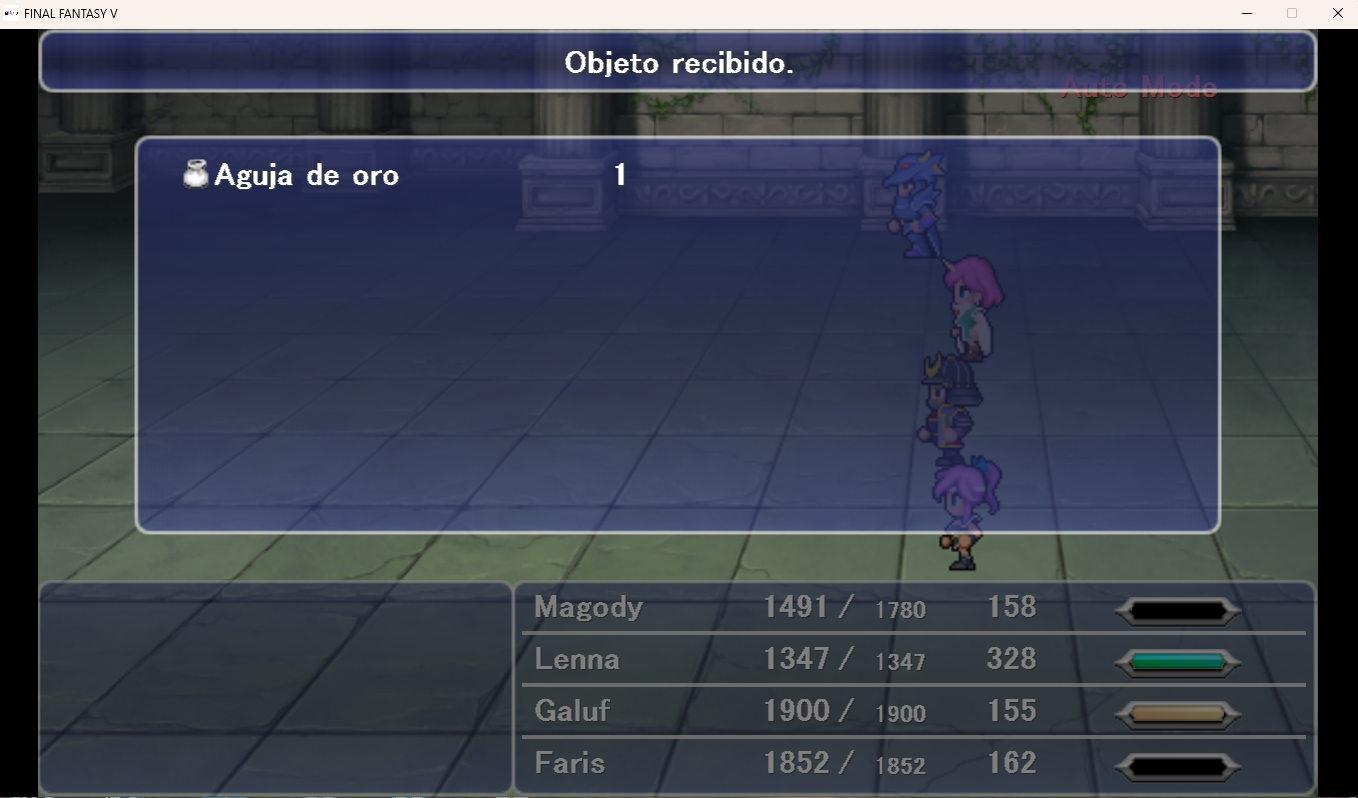 FINAL FANTASY V
Objeto recibido.
Auto Mode
Aguja de oro 1
Magody 1491 / 1780 158
Lenna 1347 / 1347 328
Galuf 1900 / 1900 155
Faris 1852 / 1852 162